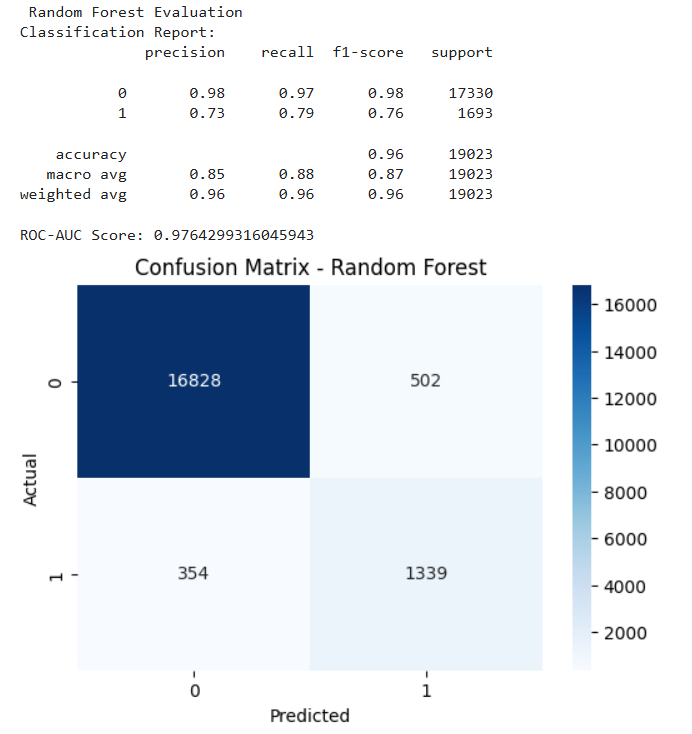 Random Forest Evaluation
Classification Report:
precision recall f1-score support
0 0.98 0.97 0.98 17330
1 0.73 0.79 0.76 1693
accuracy 0.96 19023
macro avg 0.85 0.88 0.87 19023
weighted avg 0.96 0.96 0.96 19023
ROC-AUC Score: 0.9764299316045943
Confusion Matrix - Random Forest
16000
14000
12000
10000
8000
6000
4000
2000
Actual
0 16828 502
1 354 1339
0 1
Predicted